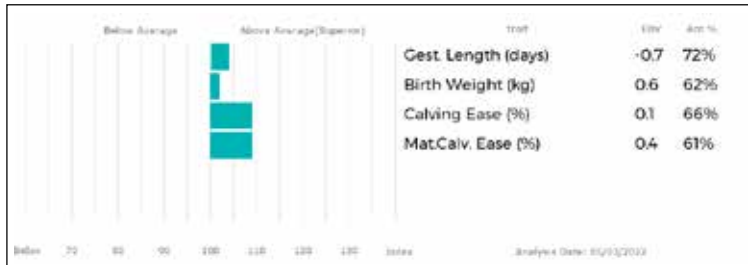 Below Average Above Average(Superior) Trait EBV Acc %
Gest. Length (days) -0.7 72%
Birth Weight (kg) 0.6 62%
Calving Ease (%) 0.1 66%
Mat.Calv. Ease (%) 0.4 61%
70 80 90 100 110 120 130 Index Analysis Date: